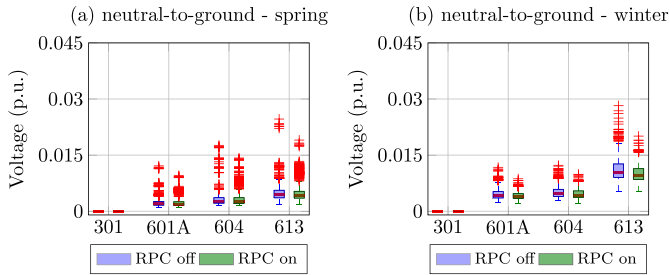 (a) neutral-to-ground - spring
0.045
0.03
0.015
0
Voltage (p.u.)
301 601A 604 613
RPC off RPC on
(b) neutral-to-ground - winter
0.045
0.03
0.015
0
Voltage (p.u.)
301 601A 604 613
RPC off RPC on